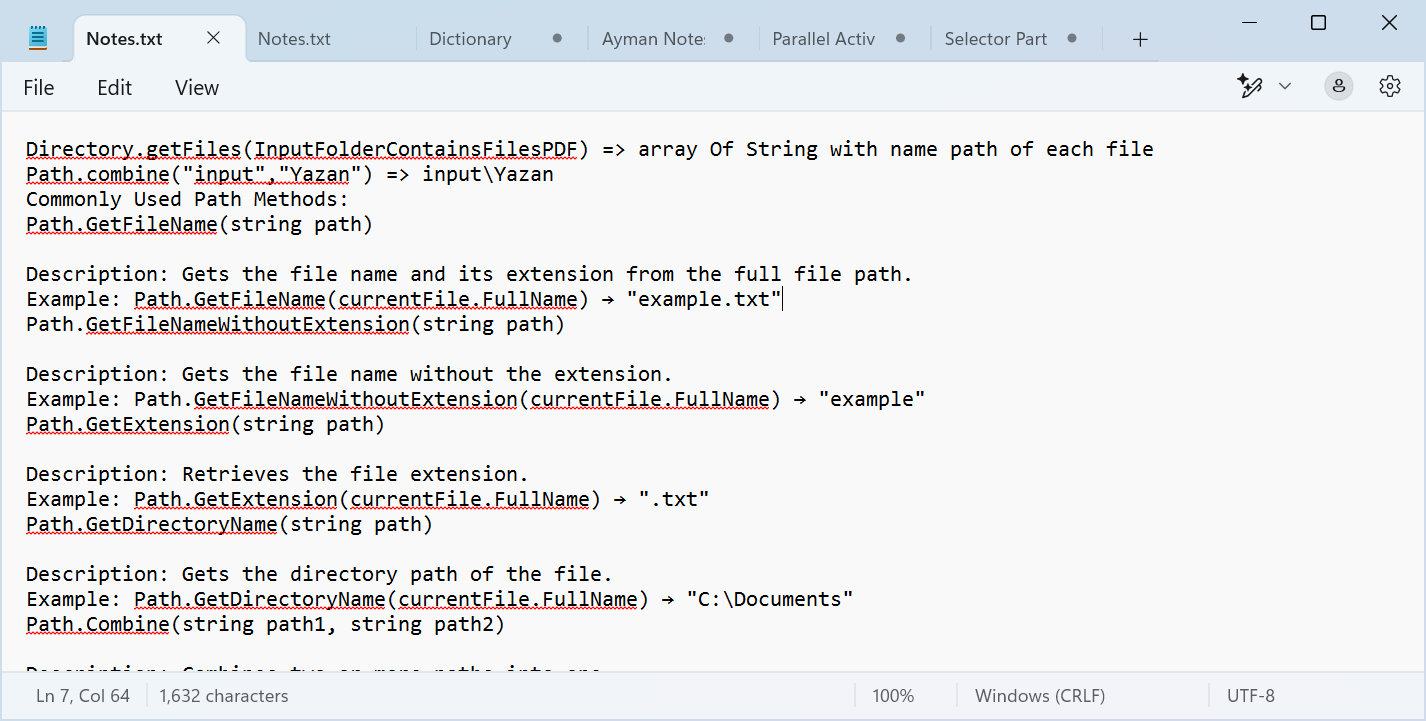 Notes.txt
Notes.txt
Dictionary
Ayman Note
Parallel Activ
Selector Part
File Edit View
Directory.getFiles(InputFolderContainsFilesPDF) => array Of String with name path of each file
Path.combine("input","Yazan") => input\Yazan
Commonly Used Path Methods:
Path.GetFileName(string path)
Description: Gets the file name and its extension from the full file path.
Example: Path.GetFileName(currentFile.FullName) → "example.txt"
Path.GetFileNameWithoutExtension(string path)
Description: Gets the file name without the extension.
Example: Path.GetFileNameWithoutExtension(currentFile.FullName) → "example"
Path.GetExtension(string path)
Description: Retrieves the file extension.
Example: Path.GetExtension(currentFile.FullName) → ".txt"
Path.GetDirectoryName(string path)
Description: Gets the directory path of the file.
Example: Path.GetDirectoryName(currentFile.FullName) → "C:\Documents"
Path.Combine(string path1, string path2)
Ln 7, Col 64 1,632 characters 100% Windows (CRLF) UTF-8